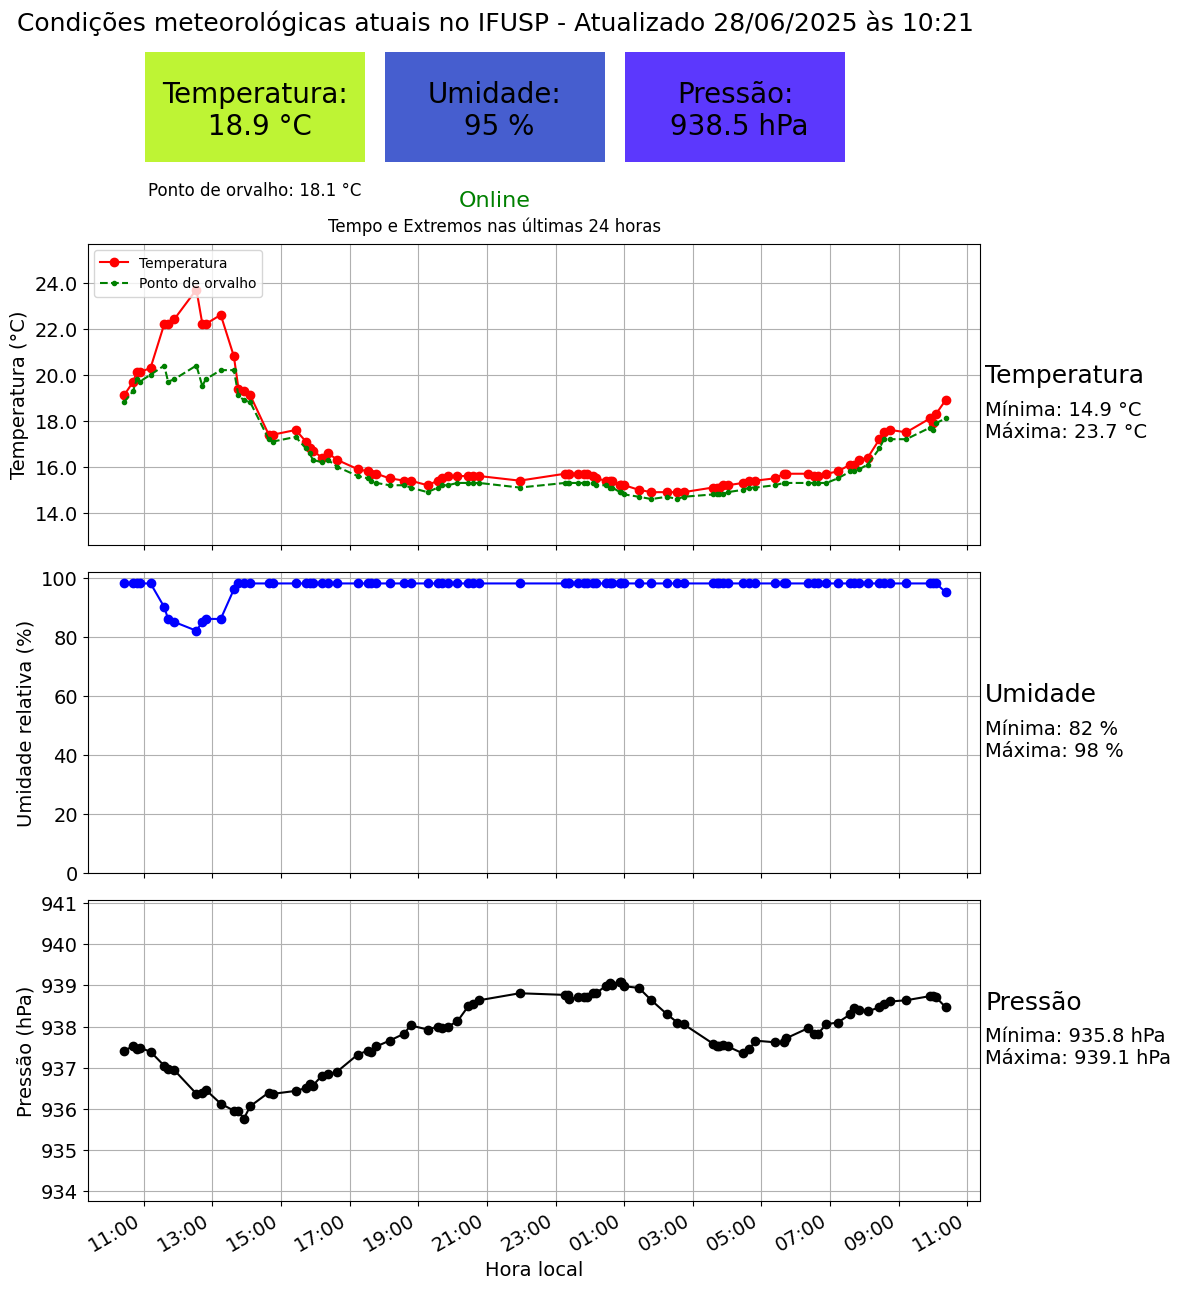 Condições meteorológicas atuais no IFUSP - Atualizado 28/06/2025 às 10:21
Temperatura:
18.9 °C
Umidade:
95 %
Pressão:
938.5 hPa
Ponto de orvalho: 18.1 °C
Online
Tempo e Extremos nas últimas 24 horas
Temperatura
Ponto de orvalho
Temperatura (°C)
24.0
22.0
20.0
18.0
16.0
14.0
Temperatura
Mínima: 14.9 °C
Máxima: 23.7 °C
Umidade relativa (%)
100
80
60
40
20
0
Umidade
Mínima: 82 %
Máxima: 98 %
Pressão (hPa)
941
940
939
938
937
936
935
934
Pressão
Mínima: 935.8 hPa
Máxima: 939.1 hPa
11:00
13:00
15:00
17:00
19:00
21:00
23:00
01:00
03:00
05:00
07:00
09:00
11:00
Hora local